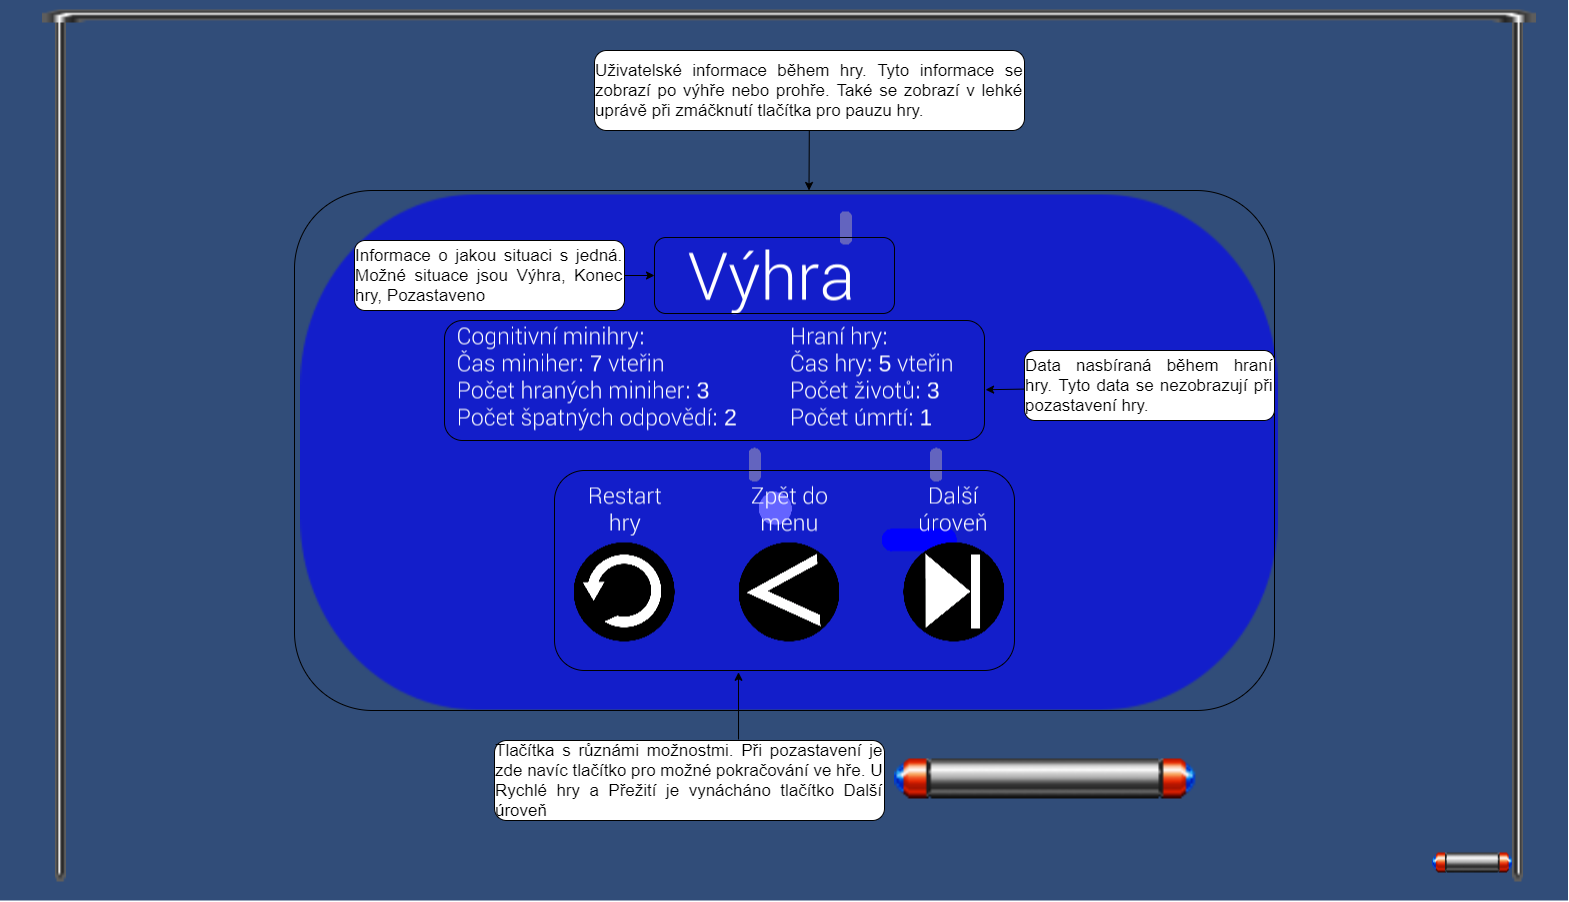 Uživatelské informace během hry. Tyto informace se
zobrazí po výhře nebo prohře. Také se zobrazí v lehké
uprávě při zmáčknutí tlačítka pro pauzu hry.
Informace o jakou situaci s jedná.
Možné situace jsou Výhra, Konec
hry, Pozastaveno
Výhra
Cognitivní minihry:
Čas miniher: 7 vteřin
Počet hraných miniher: 3
Počet špatných odpovědí: 2
Hraní hry:
Čas hry: 5 vteřin
Počet životů: 3
Počet úmrtí: 1
Data nasbíraná během hraní
hry. Tyto data se nezobrazují při
pozastavení hry.
Restart
hry
Zpět do
menu
Další
úroveň
Tlačítka s různámi možnostmi. Při pozastavení je
zde navíc tlačítko pro možné pokračování ve hře. U
Rychlé hry a Přežití je vynácháno tlačítko Další
úroveň